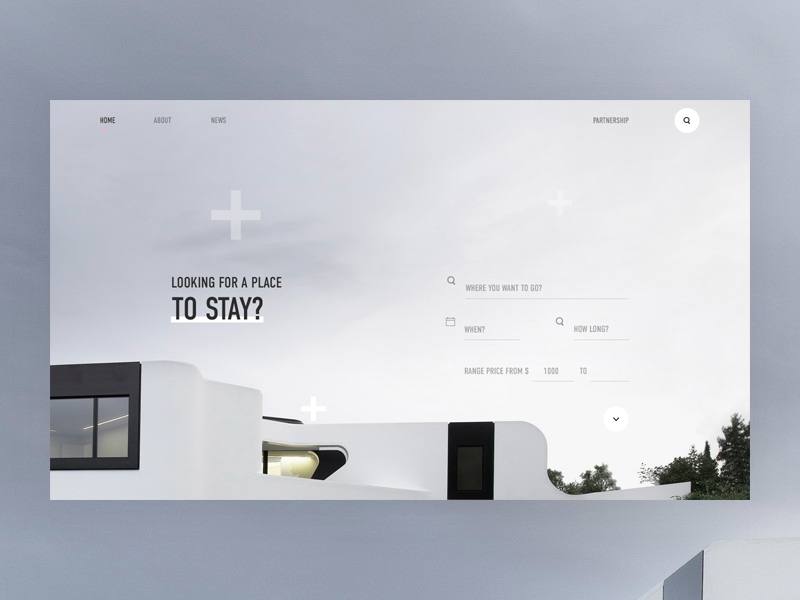 HOME ABOUT NEWS PARTNERSHIP
LOOKING FOR A PLACE
TO STAY?
WHERE YOU WANT TO GO?
WHEN? HOW LONG?
RANGE PRICE FROM $ 1000 TO